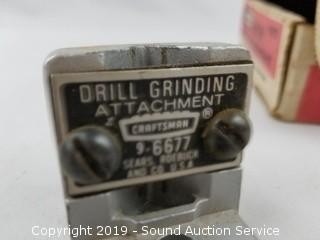 DRILL GRINDING
ATTACHMENT
CRAFTSMAN ®
9-6677
SEARS, ROEBUCK
AND CO. U.S.A.
Copyright 2019 - Sound Auction Service